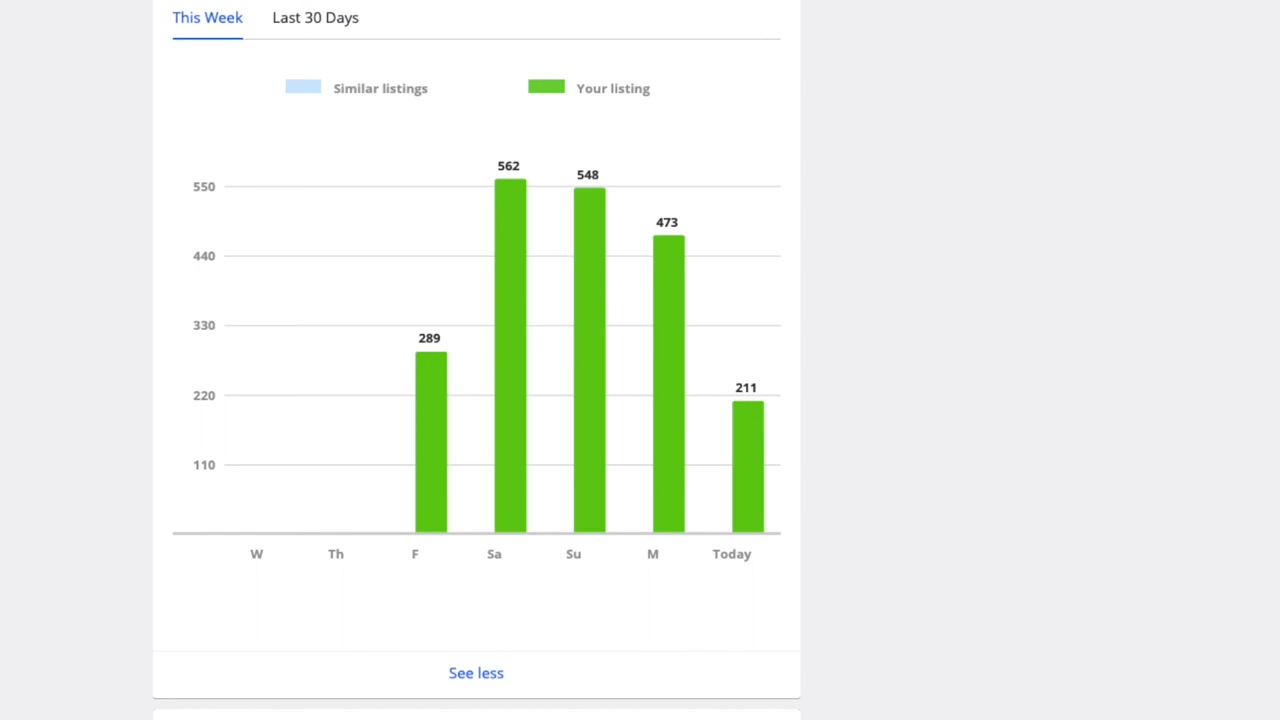 This Week Last 30 Days
Similar listings Your listing
562
548
550
473
440
289
330
211
220
110
W Th F Sa Su M Today
See less